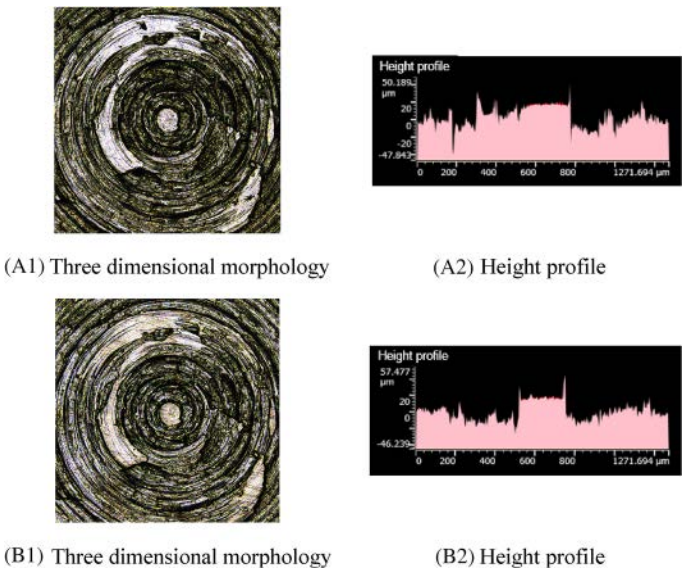 Height profile
50.189
µm
20
0
-20
-47.843
0 200 400 600 800 1271.694 µm
(A1) Three dimensional morphology
(A2) Height profile
Height profile
57.477
µm
20
0
-46.239
0 200 400 600 800 1271.694 µm
(B1) Three dimensional morphology
(B2) Height profile